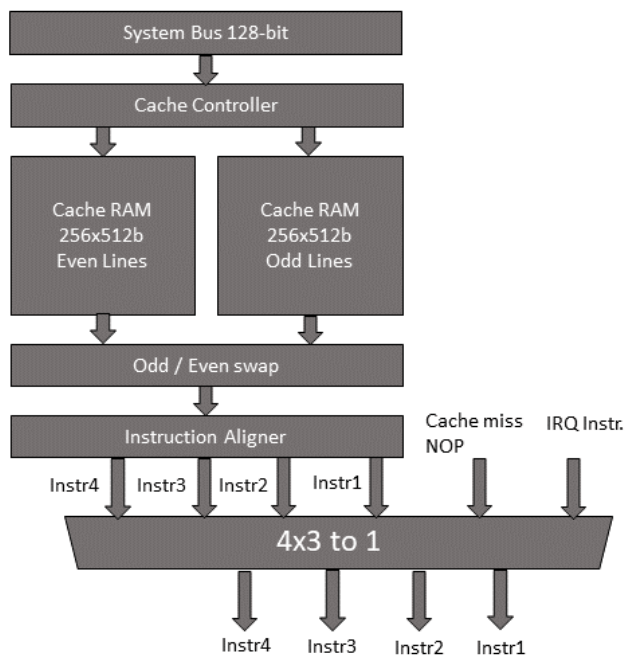 System Bus 128-bit
Cache Controller
Cache RAM
256x512b
Even Lines
Cache RAM
256x512b
Odd Lines
Odd / Even swap
Instruction Aligner
Cache miss
NOP
IRQ Instr.
Instr4
Instr3
Instr2
Instr1
4x3 to 1
Instr4
Instr3
Instr2
Instr1